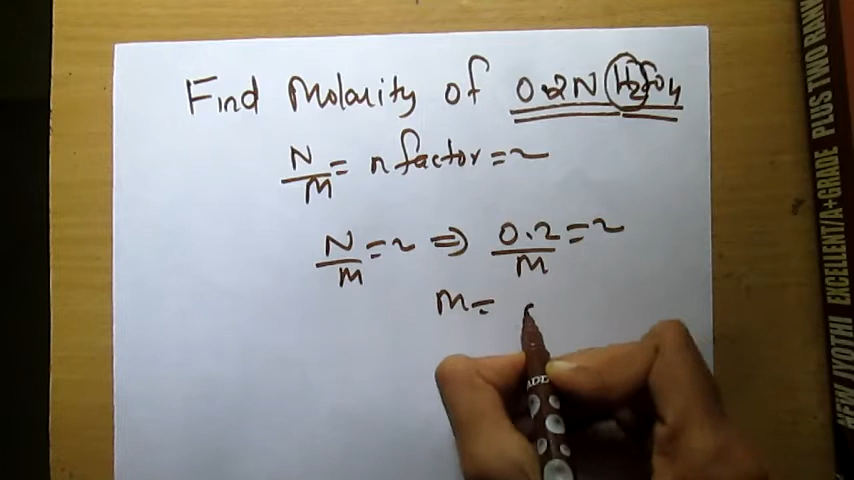 Find Molarity of 0.2N H2SO4
N/M = n factor = 2
N/M = 2 ⇒ 0.2/M = 2
M =
NEW JYOTHI EXCELLENT/A+GRADE PLUS TWO RANK
ADD